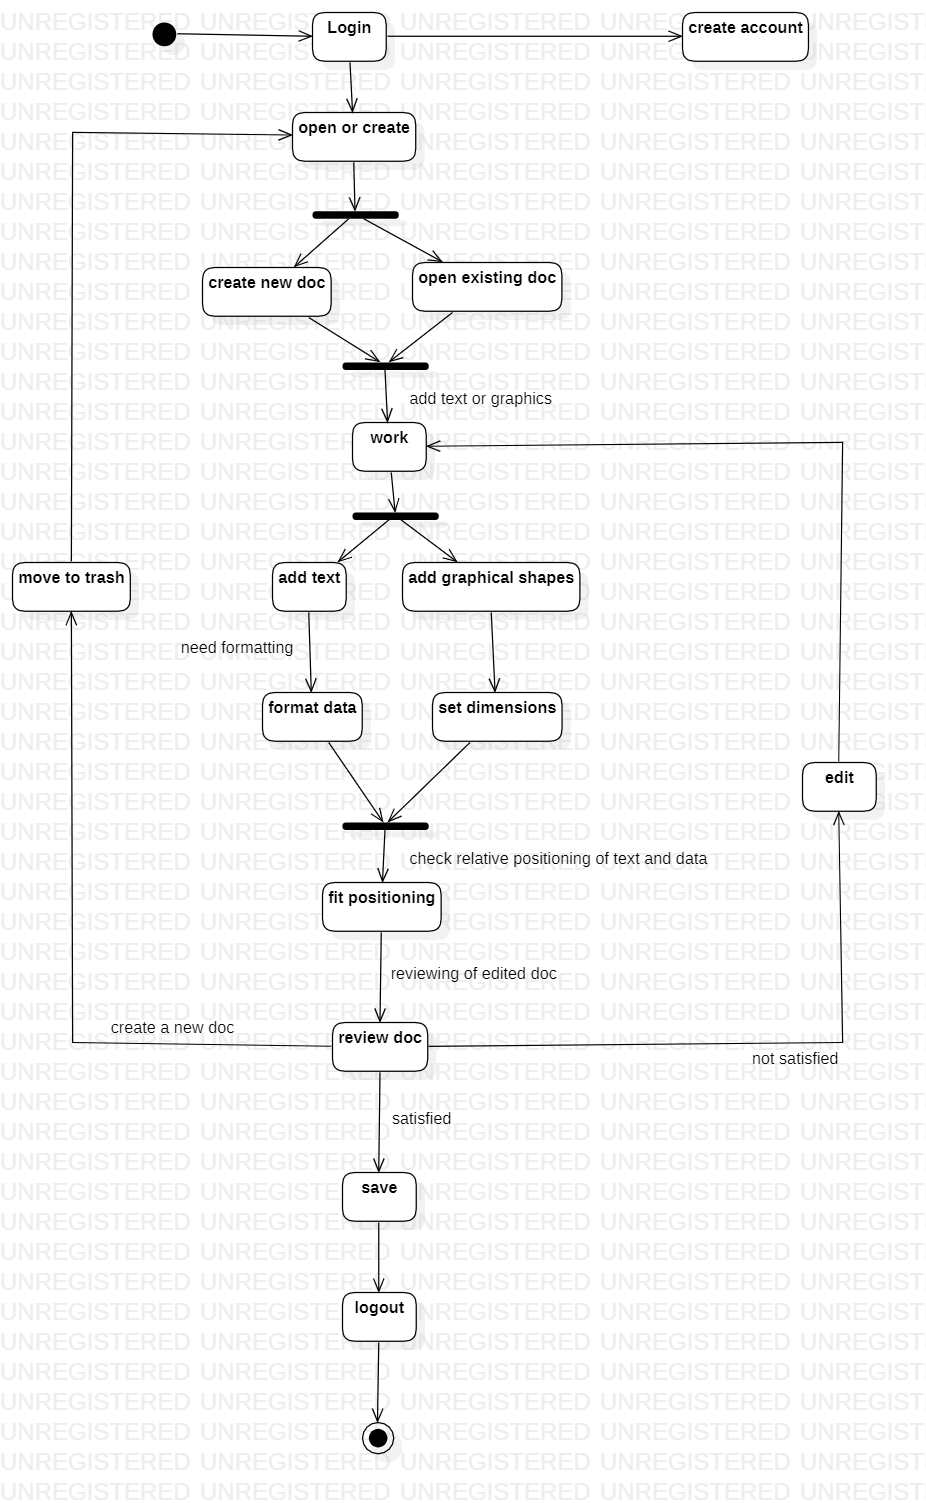 Login
create account
open or create
create new doc
open existing doc
add text or graphics
work
move to trash
add text
add graphical shapes
need formatting
format data
set dimensions
edit
check relative positioning of text and data
fit positioning
reviewing of edited doc
create a new doc
review doc
not satisfied
satisfied
save
logout
UNREGISTERED